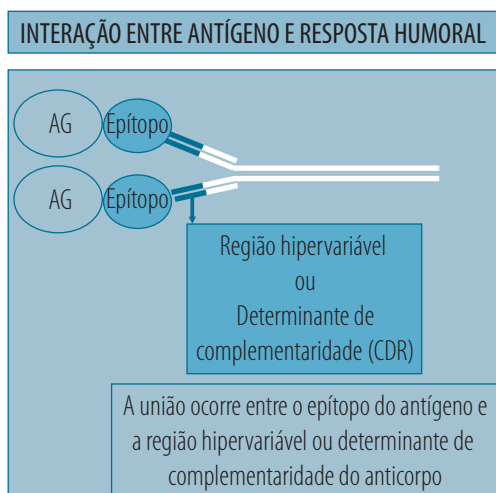 INTERAÇÃO ENTRE ANTÍGENO E RESPOSTA HUMORAL
AG
Epítopo
AG
Epítopo
Região hipervariável
ou
Determinante de
complementaridade (CDR)
A união ocorre entre o epítopo do antígeno e
a região hipervariável ou determinante de
complementaridade do anticorpo